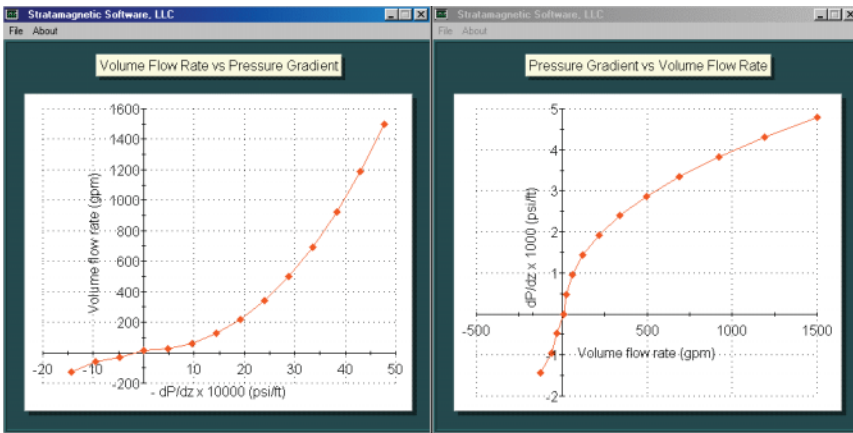 Stratamagnetic Software, LLC
File About
Volume Flow Rate vs Pressure Gradient
1600
1400
1200
1000
800
600
400
200
-200
-20 -10 0 10 20 30 40 50
Volume flow rate (gpm)
- dP/dz x 10000 (psi/ft)
Stratamagnetic Software, LLC
File About
Pressure Gradient vs Volume Flow Rate
5
4
3
2
1
-1
-2
-500 500 1000 1500
dP/dz x 1000 (psi/ft)
Volume flow rate (gpm)